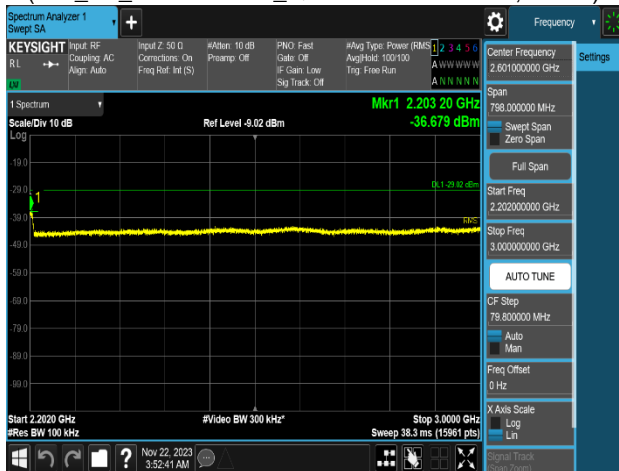 Spectrum Analyzer 1
Swept SA
+
Frequency
KEYSIGHT
RL
Input: RF
Coupling: AC
Align: Auto
Input Z: 50 Ω
Corrections: On
Freq Ref: Int (S)
#Atten: 10 dB
Preamp: Off
PNO: Fast
Gate: Off
IF Gain: Low
Sig Track: Off
#Avg Type: Power (RMS
Avg|Hold: 100/100
Trig: Free Run
1 2 3 4 5 6
A W W W W W
A N N N N N
Settings
Center Frequency
2.601000000 GHz
Span
798.000000 MHz
Swept Span
Zero Span
Full Span
Start Freq
2.202000000 GHz
Stop Freq
3.000000000 GHz
AUTO TUNE
CF Step
79.800000 MHz
Auto
Man
Freq Offset
0 Hz
X Axis Scale
Log
Lin
Signal Track
(Span Zoom)
1 Spectrum
Scale/Div 10 dB
Log
Ref Level -9.02 dBm
Mkr1 2.203 20 GHz
-36.679 dBm
DL1 -29.02 dBm
1
RMS
-19.0
-29.0
-39.0
-49.0
-59.0
-69.0
-79.0
-89.0
-99.0
Start 2.2020 GHz
#Res BW 100 kHz
#Video BW 300 kHz*
Stop 3.0000 GHz
Sweep 38.3 ms (15961 pts)
?
Nov 22, 2023
3:52:41 AM